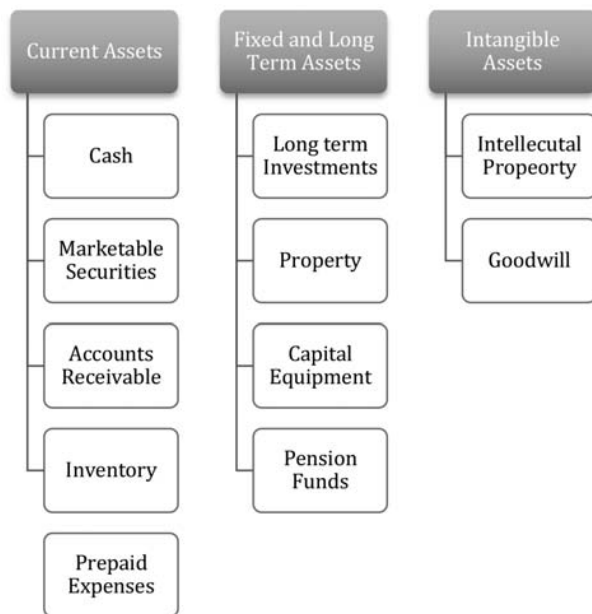 Current Assets
Cash
Marketable
Securities
Accounts
Receivable
Inventory
Prepaid
Expenses
Fixed and Long
Term Assets
Long term
Investments
Property
Capital
Equipment
Pension
Funds
Intangible
Assets
Intellecutal
Propeorty
Goodwill